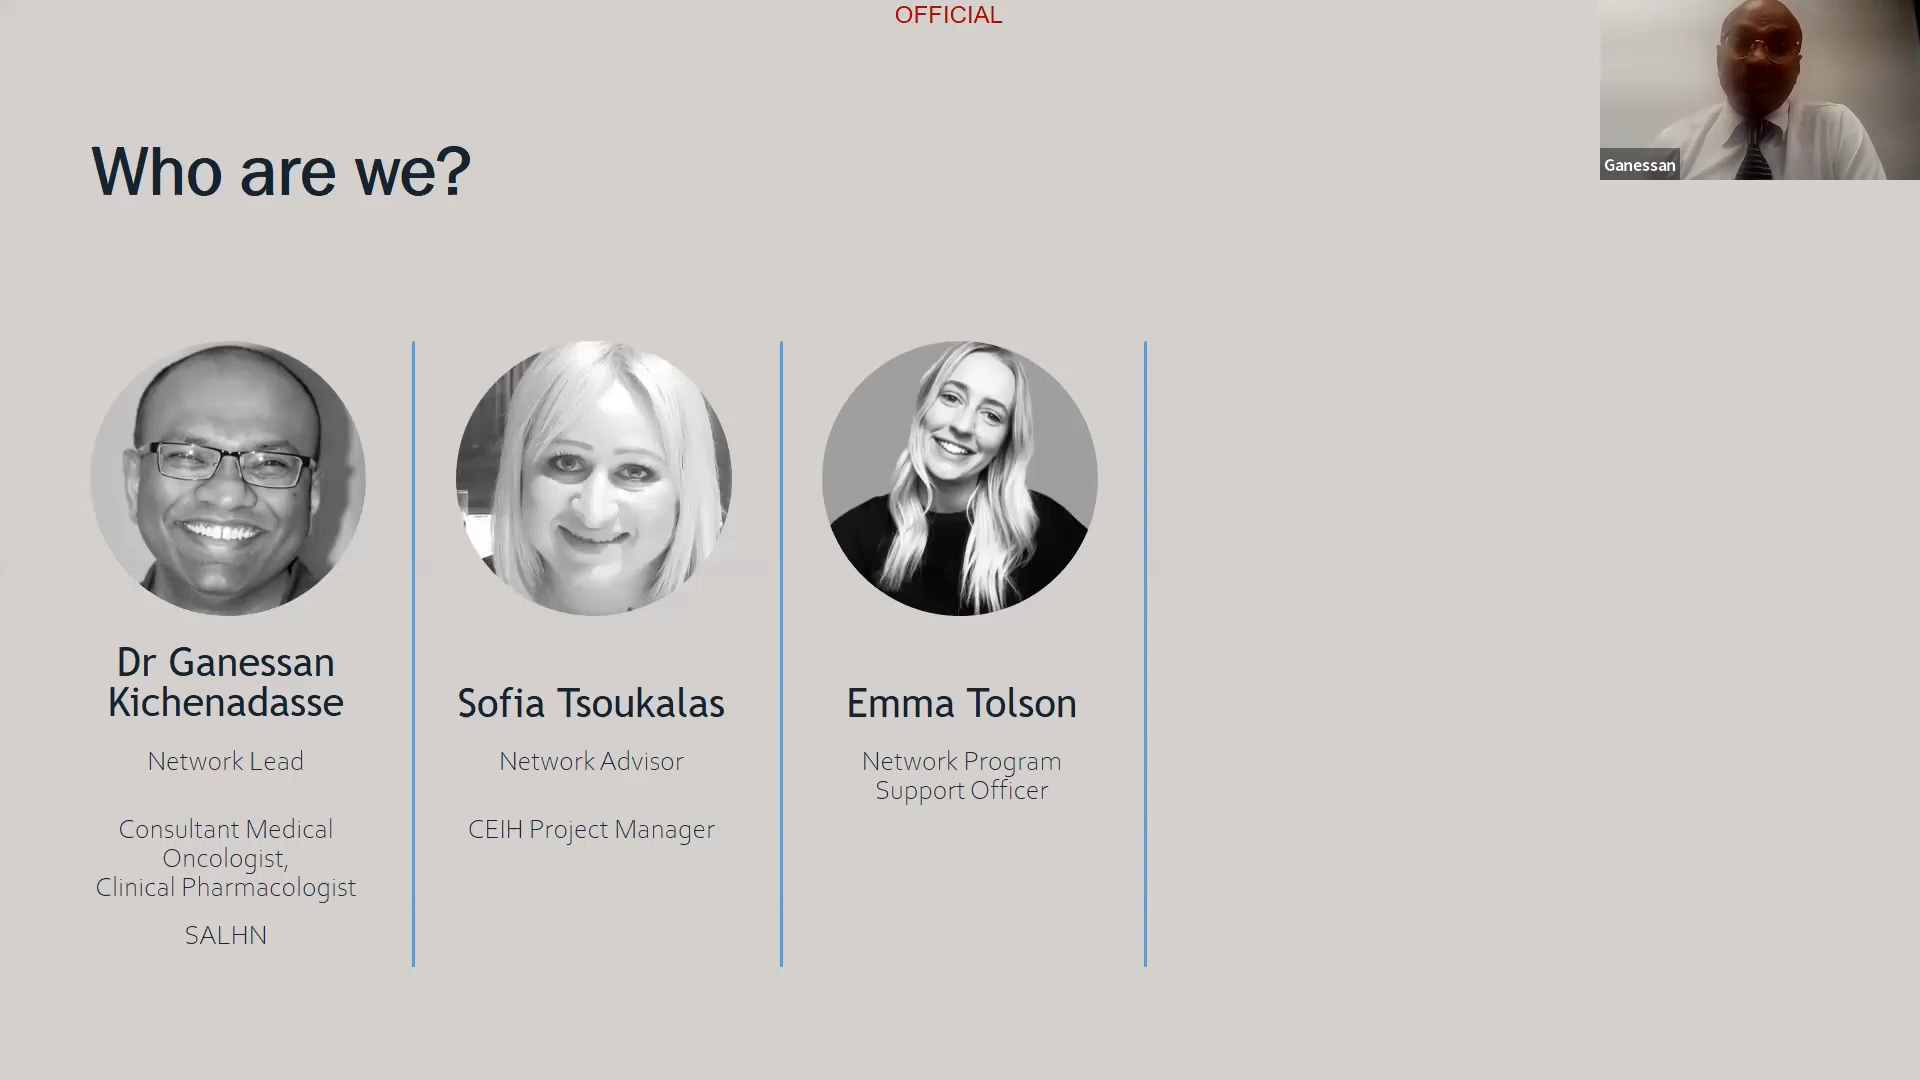 OFFICIAL
Ganessan
Who are we?
Dr Ganessan
Kichenadasse
Network Lead
Consultant Medical
Oncologist,
Clinical Pharmacologist
SALHN
Sofia Tsoukalas
Network Advisor
CEIH Project Manager
Emma Tolson
Network Program
Support Officer